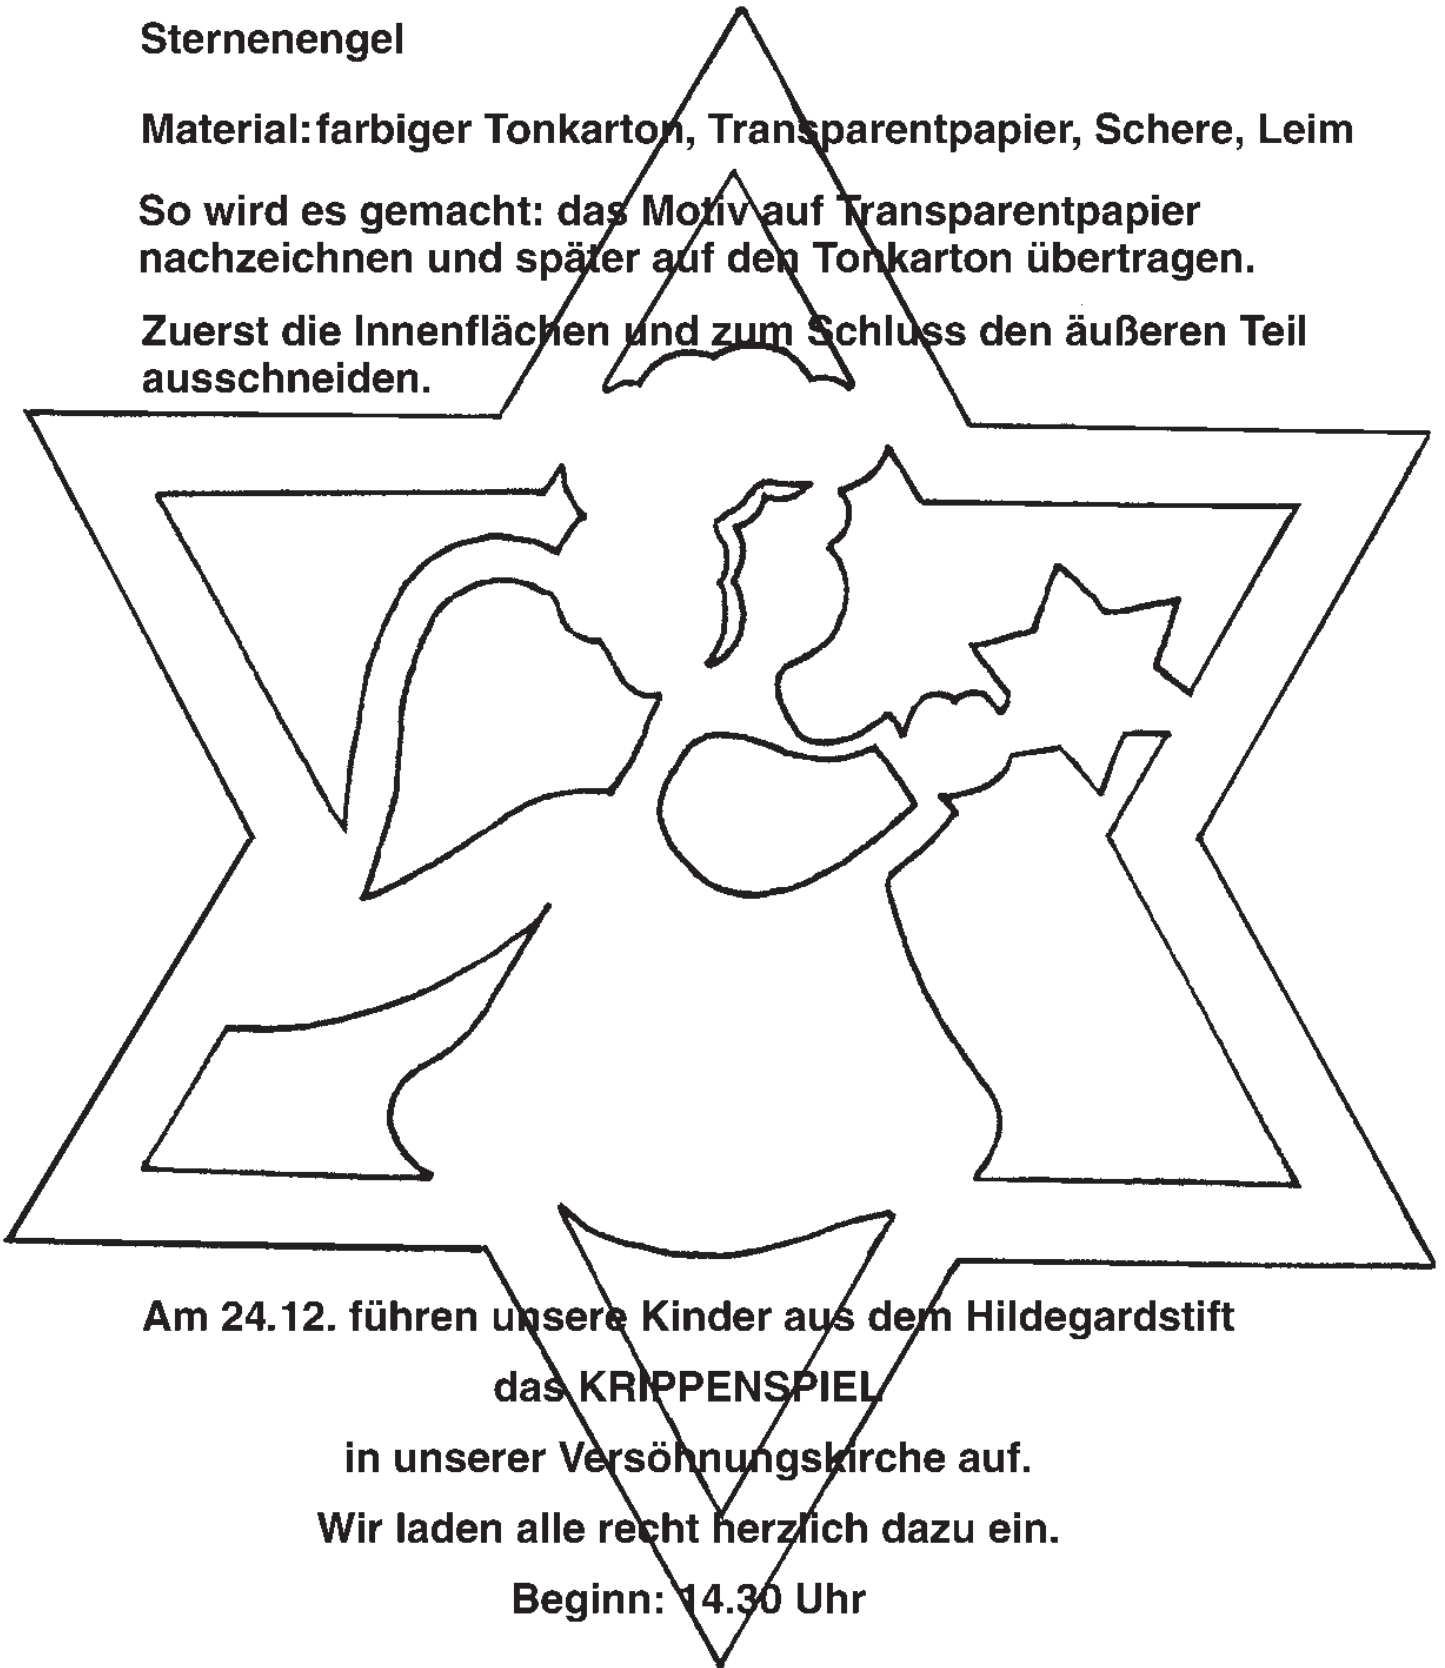 Sternenengel
Material: farbiger Tonkarton, Transparentpapier, Schere, Leim
So wird es gemacht: das Motiv auf Transparentpapier
nachzeichnen und später auf den Tonkarton übertragen.
Zuerst die Innenflächen und zum Schluss den äußeren Teil
ausschneiden.
Am 24.12. führen unsere Kinder aus dem Hildegardstift
das KRIPPENSPIEL
in unserer Versöhnungskirche auf.
Wir laden alle recht herzlich dazu ein.
Beginn: 14.30 Uhr